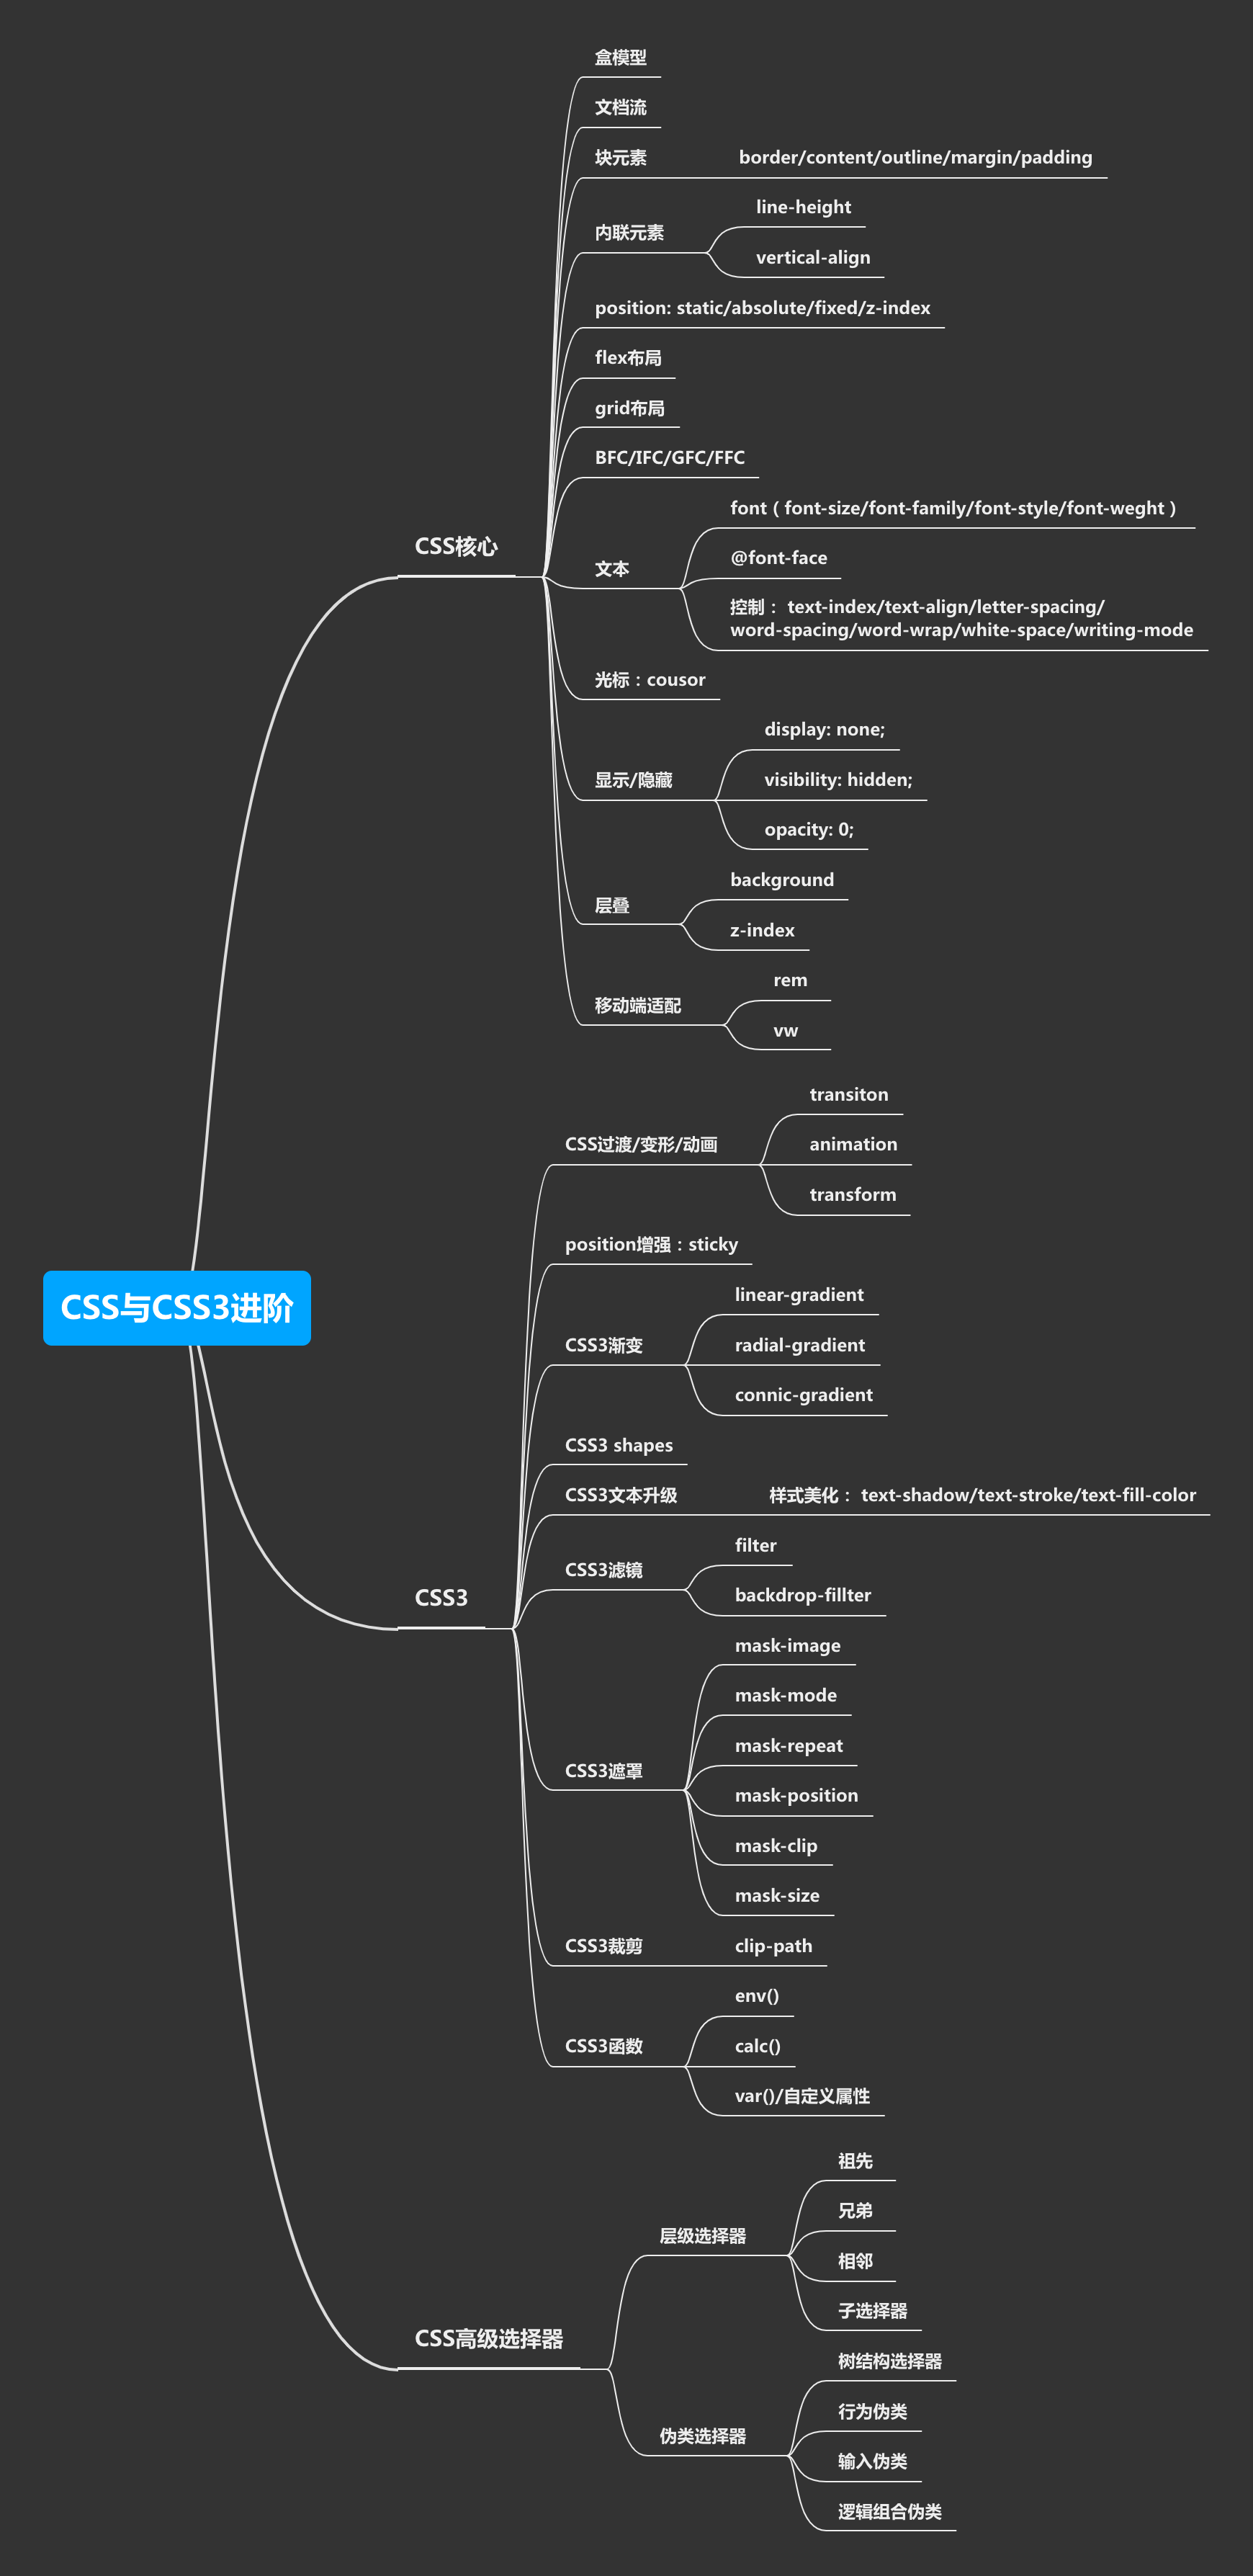 盒模型
文档流
块元素
border/content/outline/margin/padding
内联元素
line-height
vertical-align
position: static/absolute/fixed/z-index
flex布局
grid布局
BFC/IFC/GFC/FFC
CSS核心
文本
font（font-size/font-family/font-style/font-weght）
@font-face
控制： text-index/text-align/letter-spacing/
word-spacing/word-wrap/white-space/writing-mode
光标：cousor
显示/隐藏
display: none;
visibility: hidden;
opacity: 0;
层叠
background
z-index
移动端适配
rem
vw
CSS与CSS3进阶
CSS3
CSS过渡/变形/动画
transiton
animation
transform
position增强：sticky
CSS3渐变
linear-gradient
radial-gradient
connic-gradient
CSS3 shapes
CSS3文本升级
样式美化： text-shadow/text-stroke/text-fill-color
CSS3滤镜
filter
backdrop-fillter
CSS3遮罩
mask-image
mask-mode
mask-repeat
mask-position
mask-clip
mask-size
CSS3裁剪
clip-path
CSS3函数
env()
calc()
var()/自定义属性
CSS高级选择器
层级选择器
祖先
兄弟
相邻
子选择器
伪类选择器
树结构选择器
行为伪类
输入伪类
逻辑组合伪类